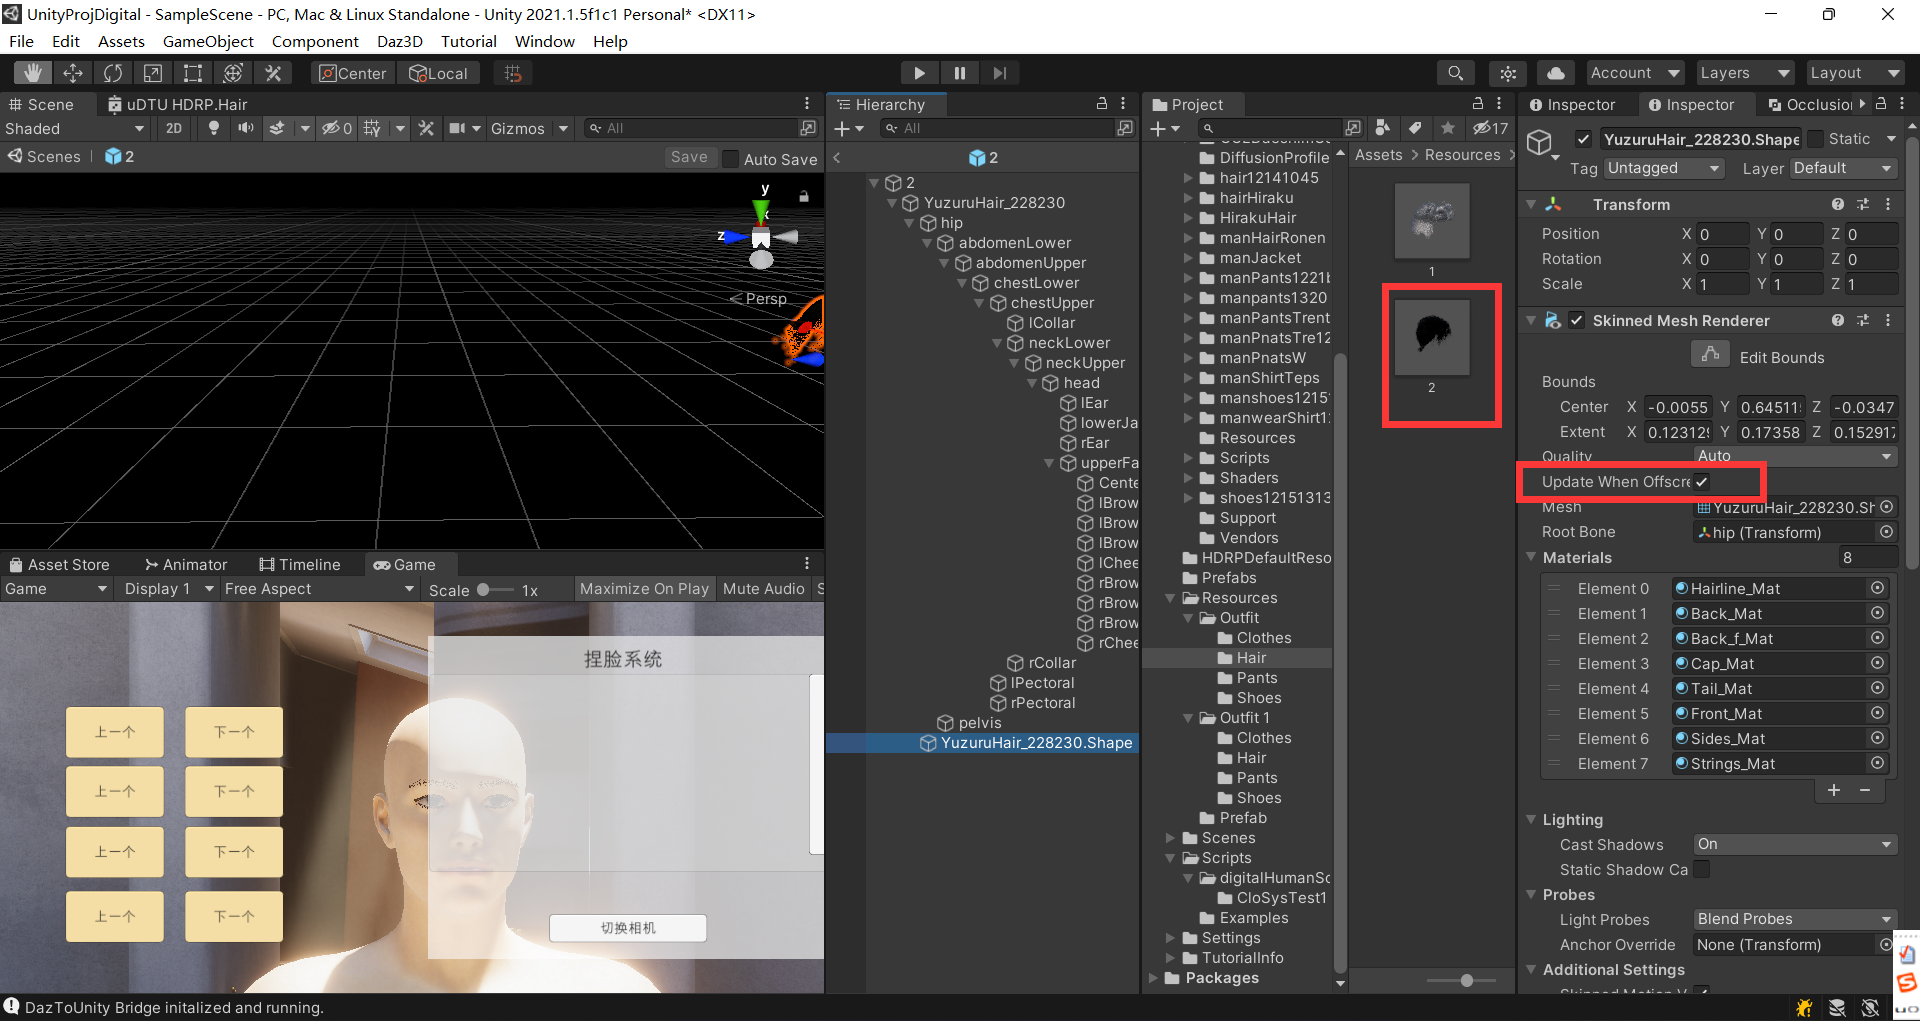 UnityProjDigital - SampleScene - PC, Mac & Linux Standalone - Unity 2021.1.5f1c1 Personal* <DX11>
File Edit Assets GameObject Component Daz3D Tutorial Window Help
Center Local Account Layers Layout
Scene uDTU HDRP.Hair
Shaded 2D 0 Gizmos All
Scenes 2 Save Auto Save
y
x
z
Persp
Asset Store Animator Timeline Game
Game Display 1 Free Aspect Scale 1x Maximize On Play Mute Audio S
捏脸系统
上一个 下一个
上一个 下一个
上一个 下一个
上一个 下一个
切换相机
Hierarchy
All
2
2
YuzuruHair_228230
hip
abdomenLower
abdomenUpper
chestLower
chestUpper
lCollar
neckLower
neckUpper
head
lEar
lowerJa
rEar
upperFa
Cente
lBrow
lBrow
lBrow
lChee
rBrow
rBrow
rBrow
rChee
rCollar
lPectoral
rPectoral
pelvis
YuzuruHair_228230.Shape
Project
17
DiffusionProfile
hair12141045
hairHiraku
HirakuHair
manHairRonen
manJacket
manPants1221b
manpants1320
manPantsTrent
manPnatsTre12
manPnatsW
manShirtTeps
manshoes1215
manwearShirt1
Resources
Scripts
Shaders
shoes12151313
Support
Vendors
HDRPDefaultReso
Prefabs
Resources
Outfit
Clothes
Hair
Pants
Shoes
Outfit 1
Clothes
Hair
Pants
Shoes
Prefab
Scenes
Scripts
digitalHumanSc
CloSysTest1
Examples
Settings
TutorialInfo
Packages
Assets > Resources >
1
2
Inspector Inspector Occlusio
YuzuruHair_228230.Shape Static
Tag Untagged Layer Default
Transform
Position X 0 Y 0 Z 0
Rotation X 0 Y 0 Z 0
Scale X 1 Y 1 Z 1
Skinned Mesh Renderer
Edit Bounds
Bounds
Center X -0.0055 Y 0.64511 Z -0.0347
Extent X 0.12312 Y 0.17358 Z 0.15291
Quality Auto
Update When Offscre
Mesh YuzuruHair_228230.Sh
Root Bone hip (Transform)
Materials 8
Element 0 Hairline_Mat
Element 1 Back_Mat
Element 2 Back_f_Mat
Element 3 Cap_Mat
Element 4 Tail_Mat
Element 5 Front_Mat
Element 6 Sides_Mat
Element 7 Strings_Mat
Lighting
Cast Shadows On
Static Shadow Ca
Probes
Light Probes Blend Probes
Anchor Override None (Transform)
Additional Settings
DazToUnity Bridge initalized and running.